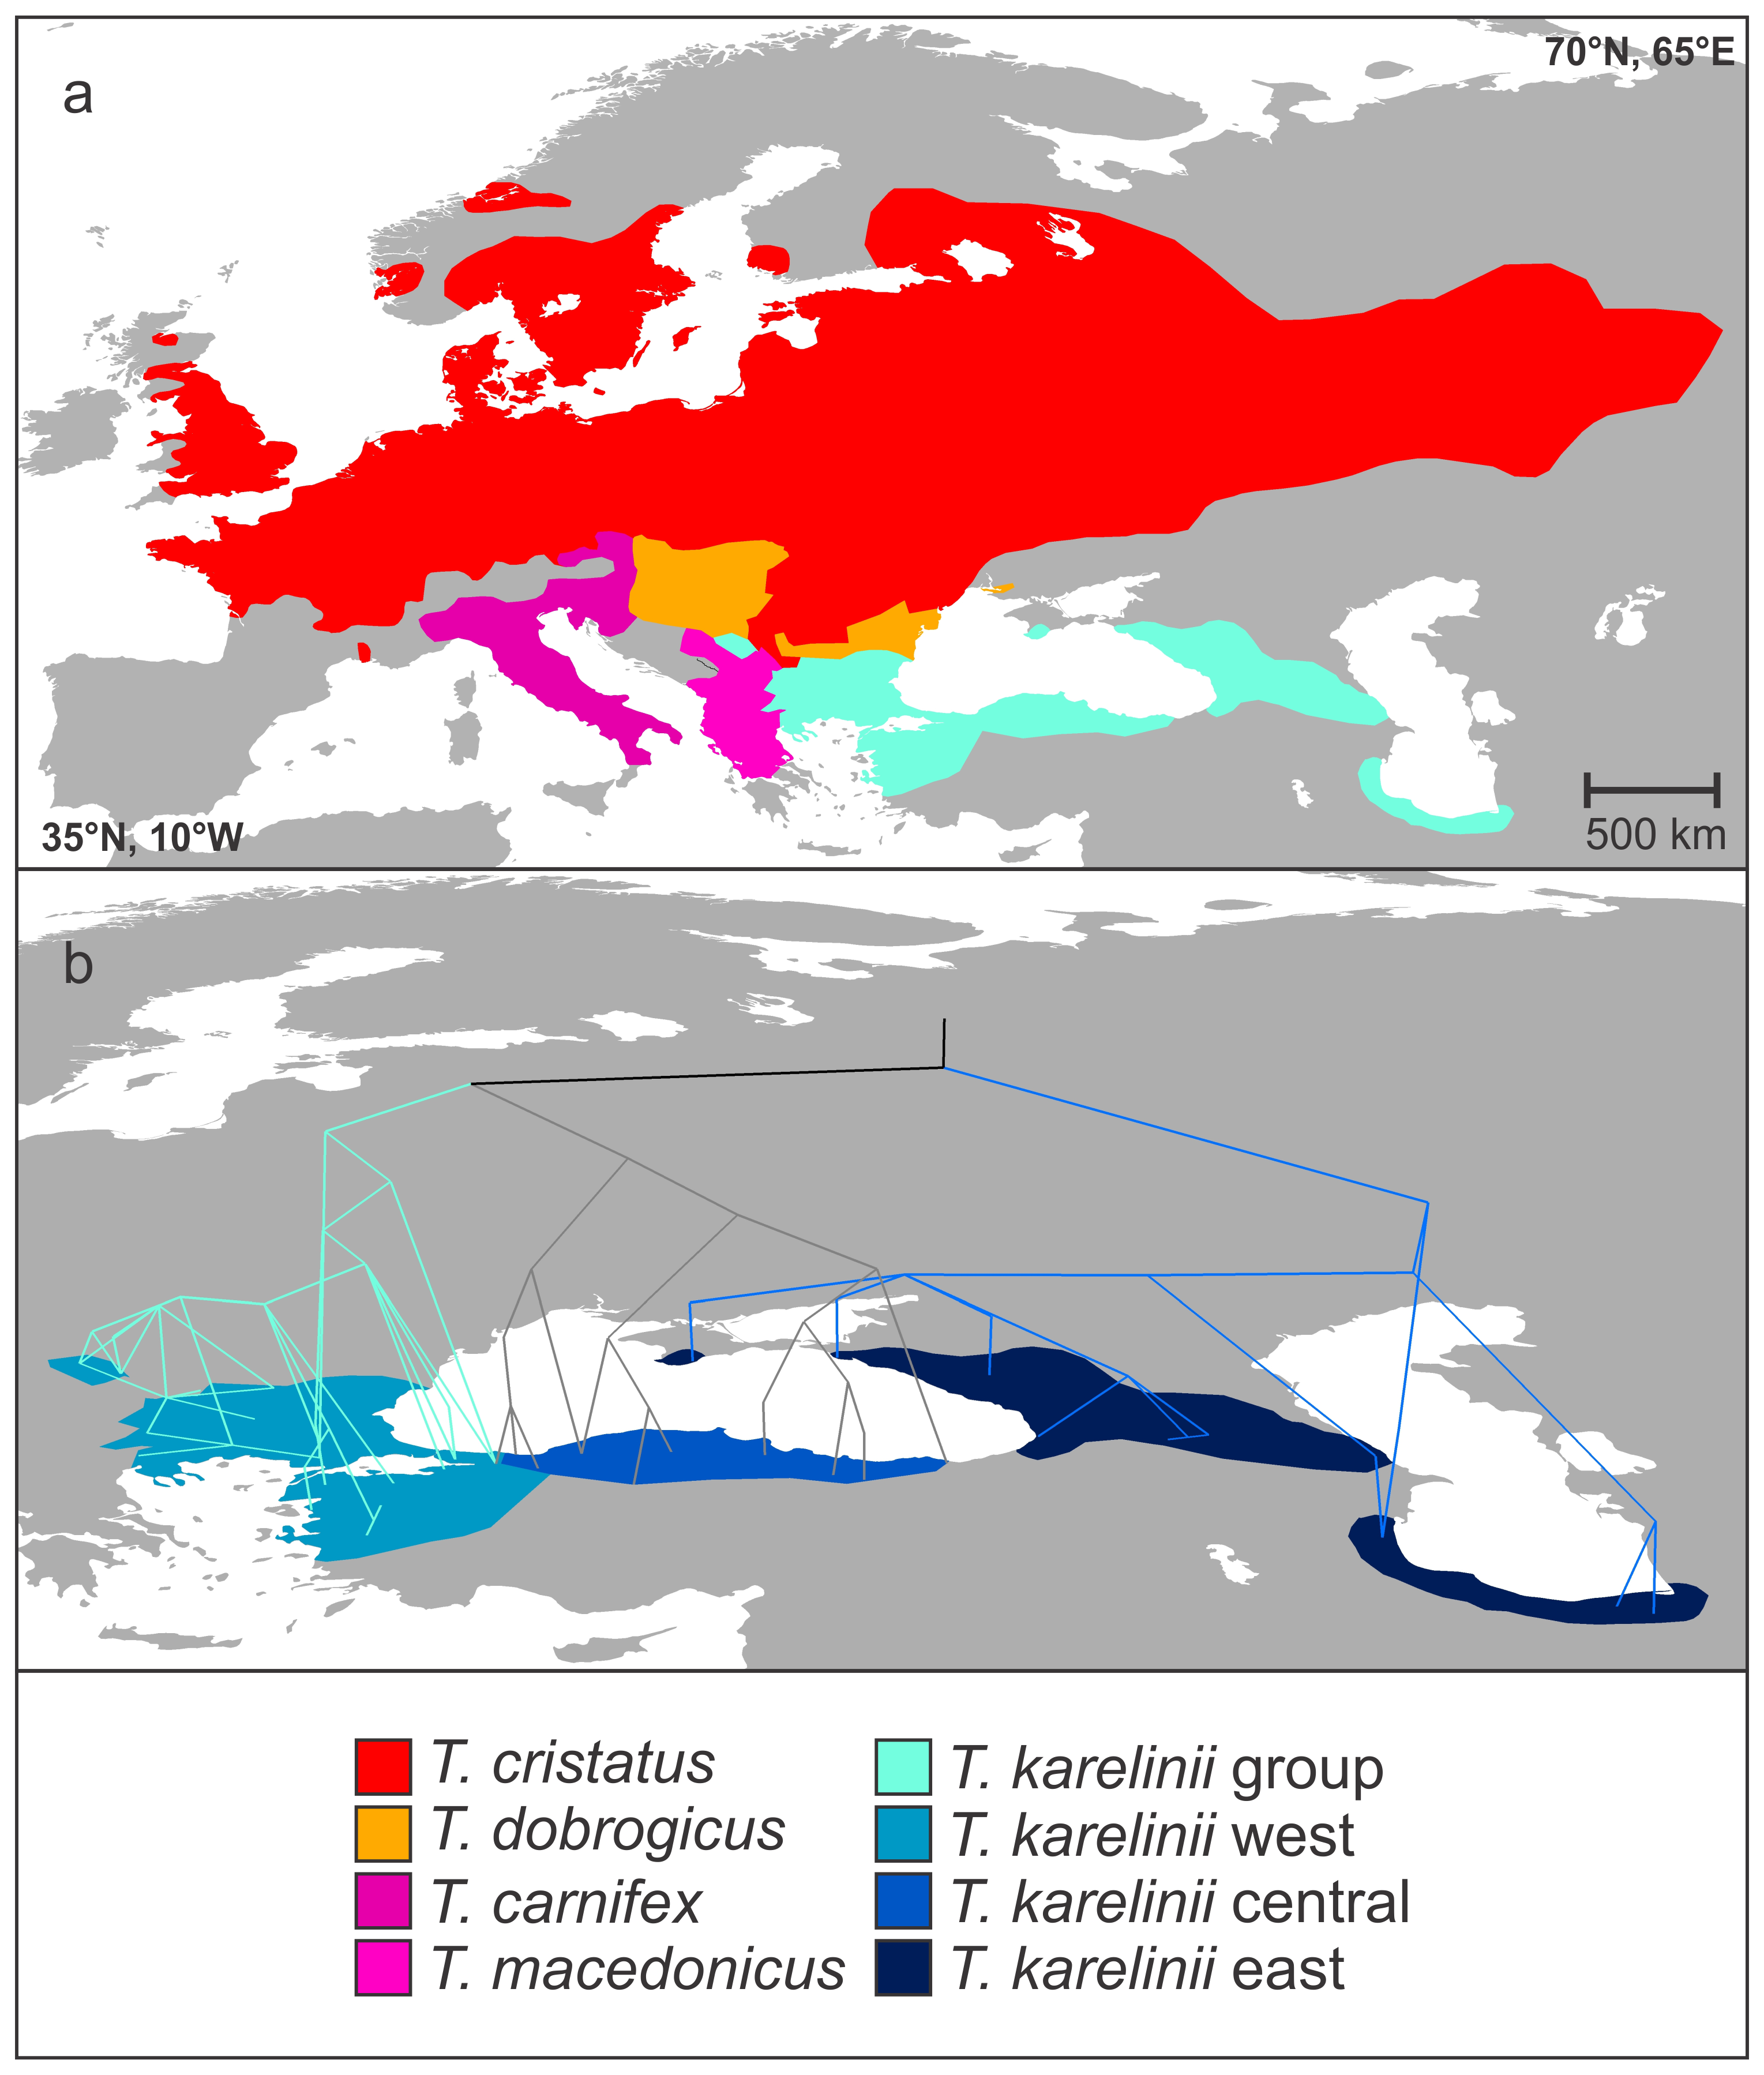 a
70°N, 65°E
35°N, 10°W
500 km
b
T. cristatus
T. dobrogicus
T. carnifex
T. macedonicus
T. karelinii group
T. karelinii west
T. karelinii central
T. karelinii east